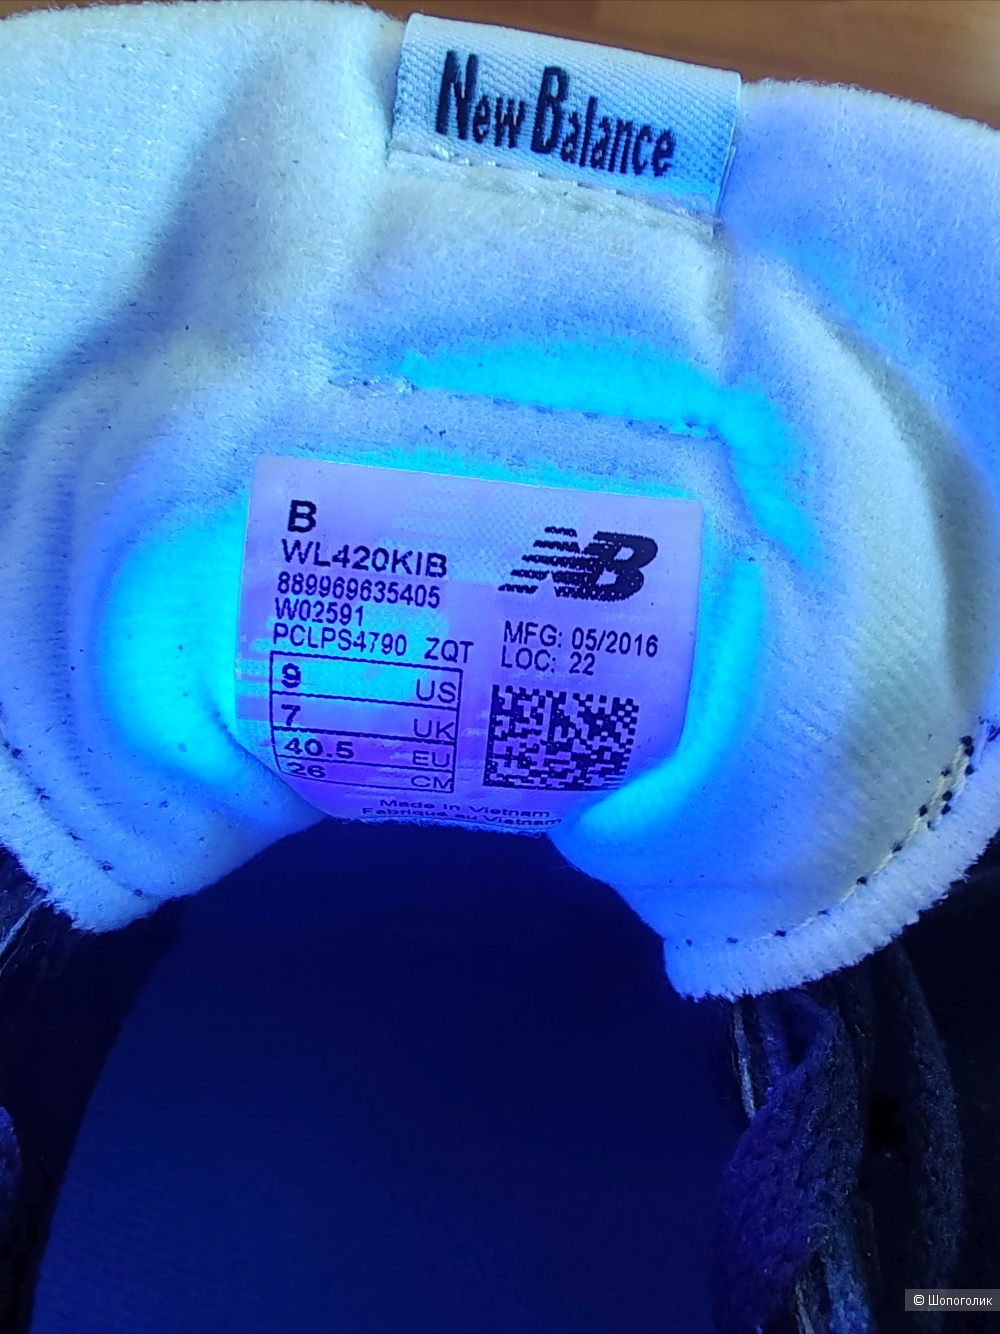 New Balance
B
WL420KIB
889969635405
W02591
PCLPS4790 ZQT
9 US
7 UK
40.5 EU
26 CM
NB
MFG: 05/2016
LOC: 22
Made in Vietnam
Fabriqué au Vietnam
© Шопоголик